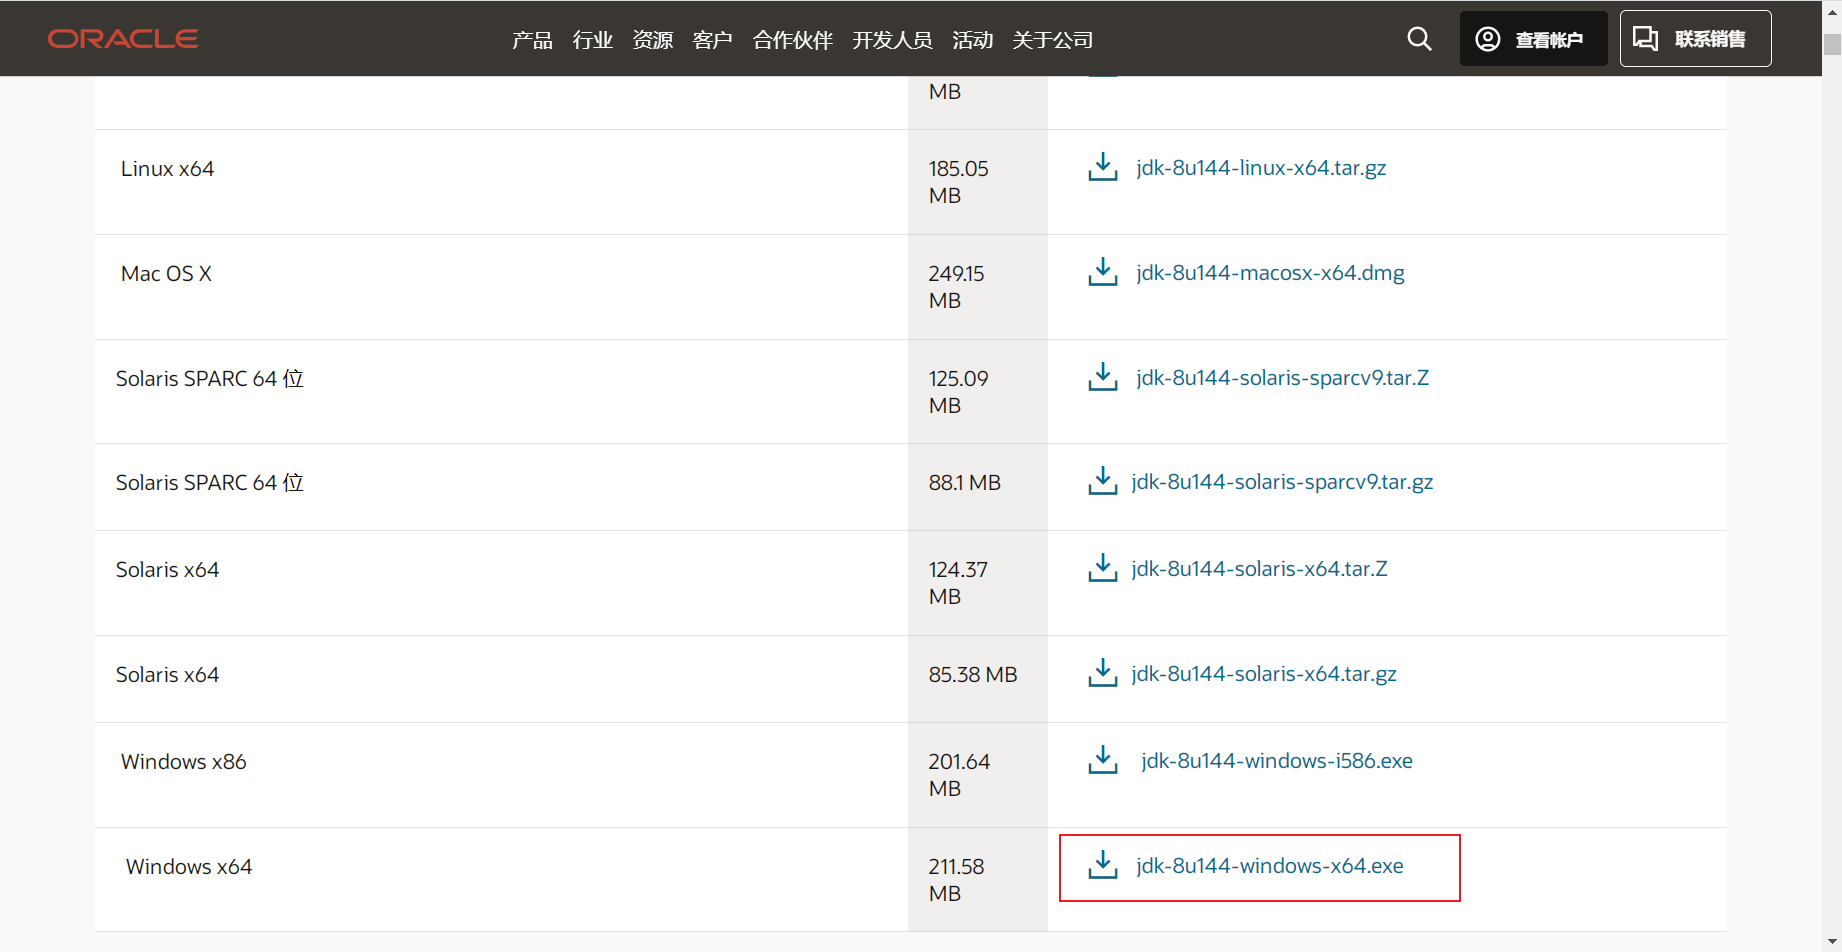 ORACLE 产品 行业 资源 客户 合作伙伴 开发人员 活动 关于公司 查看帐户 联系销售
MB
Linux x64 185.05 jdk-8u144-linux-x64.tar.gz
MB
Mac OS X 249.15 jdk-8u144-macosx-x64.dmg
MB
Solaris SPARC 64 位 125.09 jdk-8u144-solaris-sparcv9.tar.Z
MB
Solaris SPARC 64 位 88.1 MB jdk-8u144-solaris-sparcv9.tar.gz
Solaris x64 124.37 jdk-8u144-solaris-x64.tar.Z
MB
Solaris x64 85.38 MB jdk-8u144-solaris-x64.tar.gz
Windows x86 201.64 jdk-8u144-windows-i586.exe
MB
Windows x64 211.58 jdk-8u144-windows-x64.exe
MB